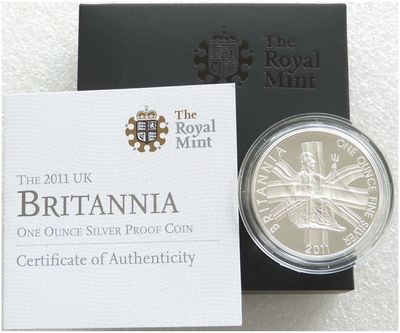 The
Royal
Mint
The
Royal
Mint
THE 2011 UK
BRITANNIA
ONE OUNCE SILVER PROOF COIN
Certificate of Authenticity
BRITANNIA
ONE OUNCE FINE SILVER
2011